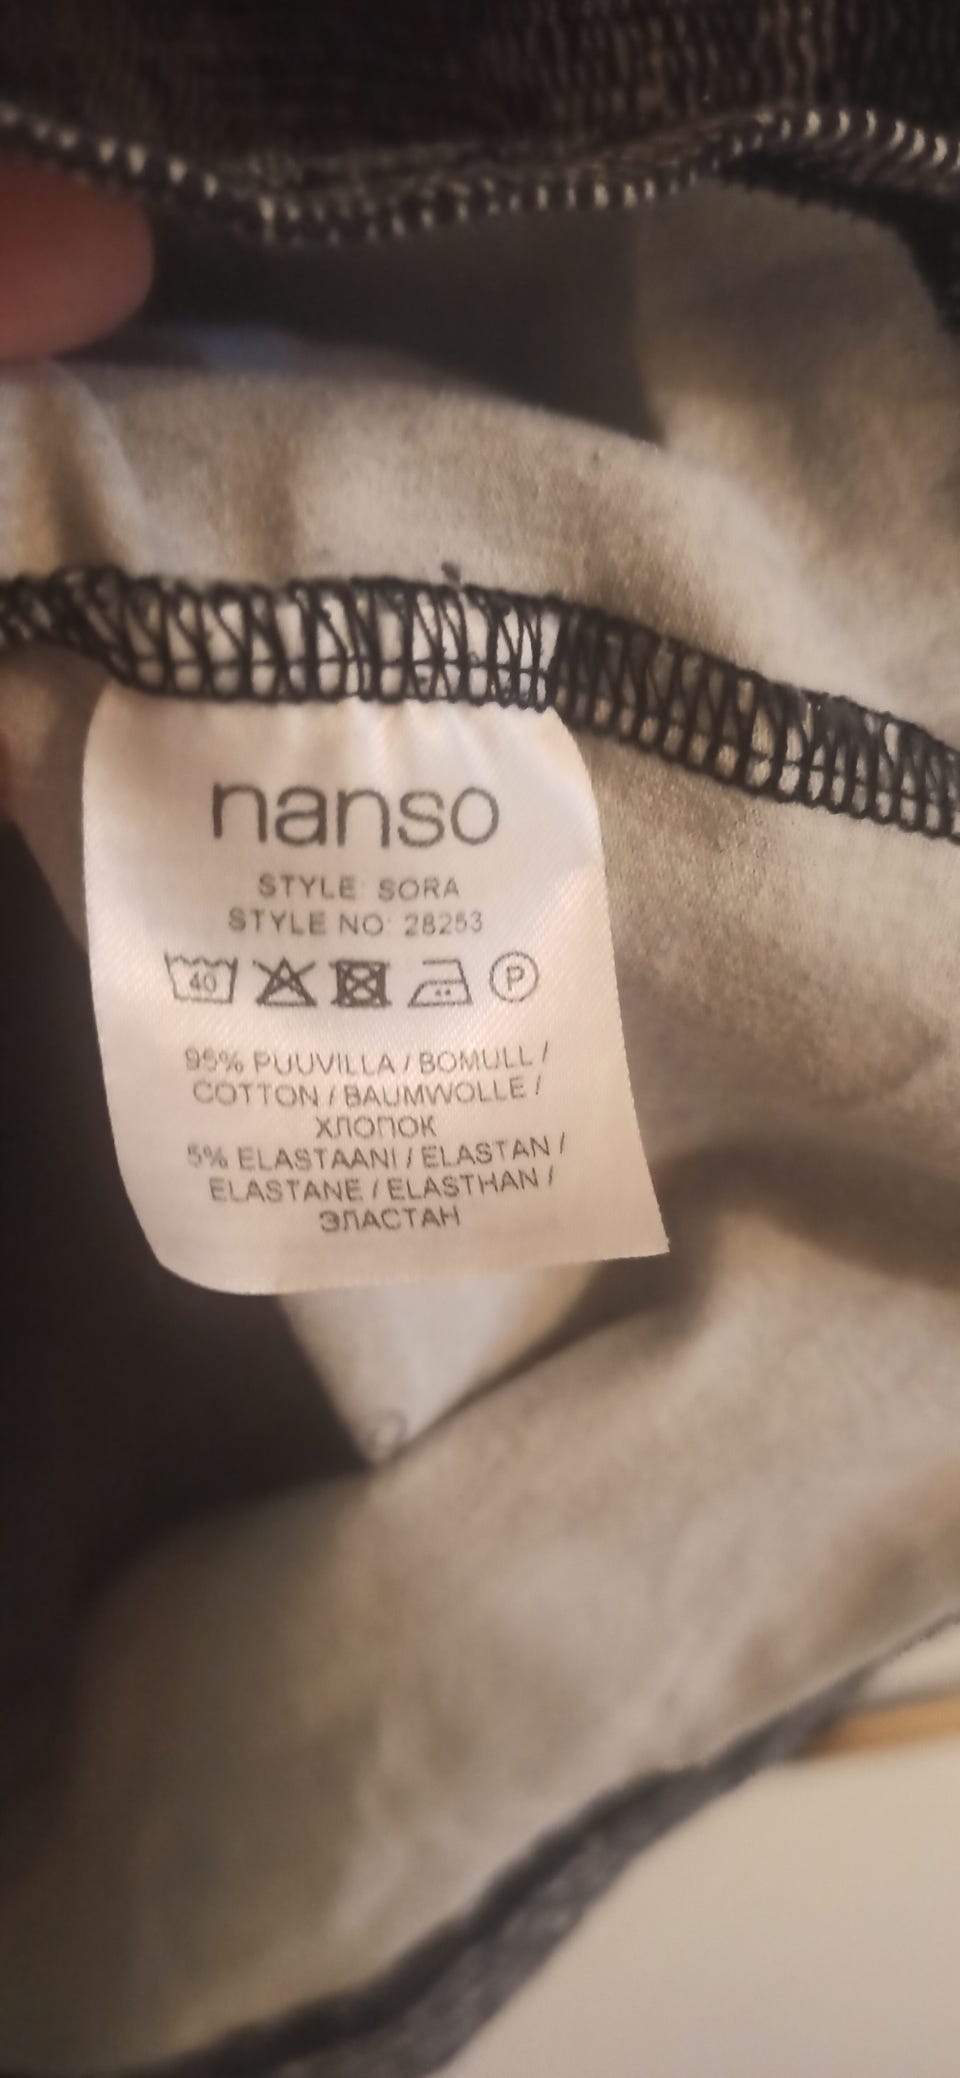 nanso
STYLE: SORA
STYLE NO: 28253
40 P
95% PUUVILLA / BOMULL /
COTTON / BAUMWOLLE /
ХЛОПОК
5% ELASTAANI / ELASTAN /
ELASTANE / ELASTHAN /
ЭЛАСТАН